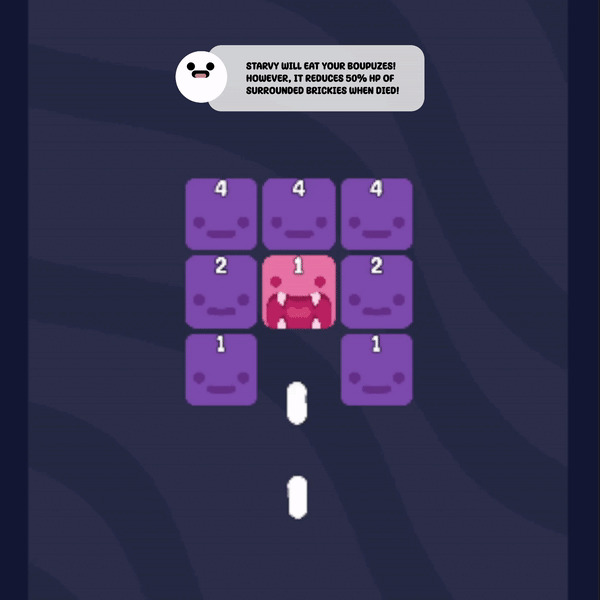 STARVY WILL EAT YOUR BOUPUZES!
HOWEVER, IT REDUCES 50% HP OF
SURROUNDED BRICKIES WHEN DIED!
4 4 4
2 1 2
1 1